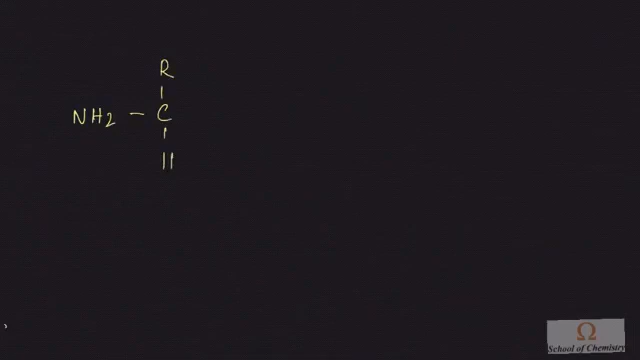 R
NH2 - C
Ω
School of Chemistry